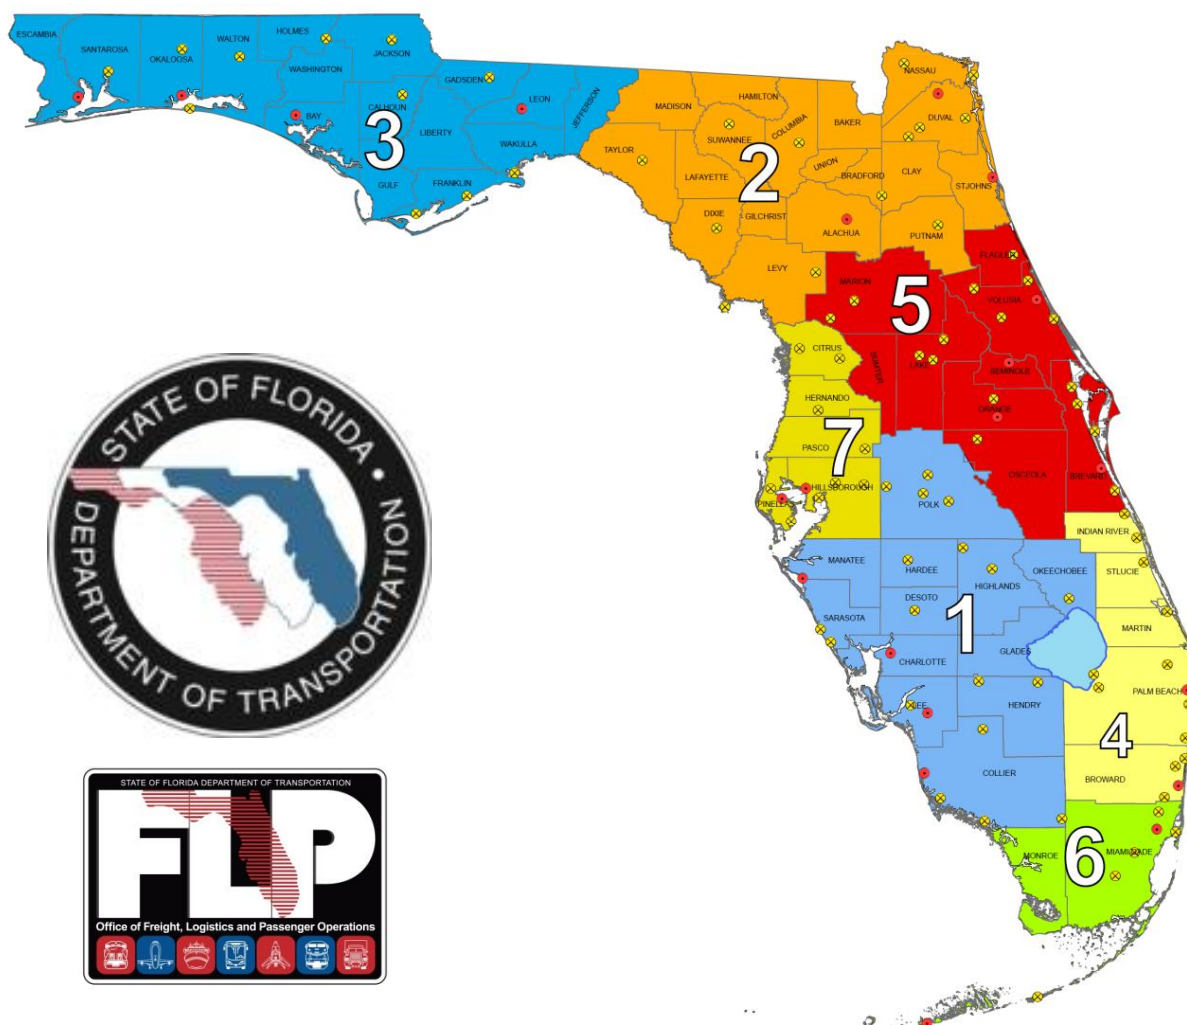 ESCAMBIA
SANTAROSA
OKALOOSA
WALTON
HOLMES
WASHINGTON
JACKSON
BAY
CALHOUN
GADSDEN
LIBERTY
LEON
JEFFERSON
WAKULLA
GULF
FRANKLIN
3
MADISON
HAMILTON
TAYLOR
SUWANNEE
COLUMBIA
BAKER
NASSAU
DUVAL
LAFAYETTE
UNION
BRADFORD
CLAY
STJOHNS
DIXIE
GILCHRIST
ALACHUA
PUTNAM
LEVY
2
FLAGLER
MARION
VOLUSIA
SUMTER
LAKE
SEMINOLE
ORANGE
OSCEOLA
BREVARD
5
CITRUS
HERNANDO
PASCO
PINELLAS
HILLSBOROUGH
7
POLK
MANATEE
HARDEE
HIGHLANDS
OKEECHOBEE
SARASOTA
DESOTO
CHARLOTTE
GLADES
LEE
HENDRY
COLLIER
1
INDIAN RIVER
STLUCIE
MARTIN
PALM BEACH
BROWARD
4
MONROE
MIAMI-DADE
6
STATE OF FLORIDA •
DEPARTMENT OF TRANSPORTATION
STATE OF FLORIDA DEPARTMENT OF TRANSPORTATION
FLP
Office of Freight, Logistics and Passenger Operations